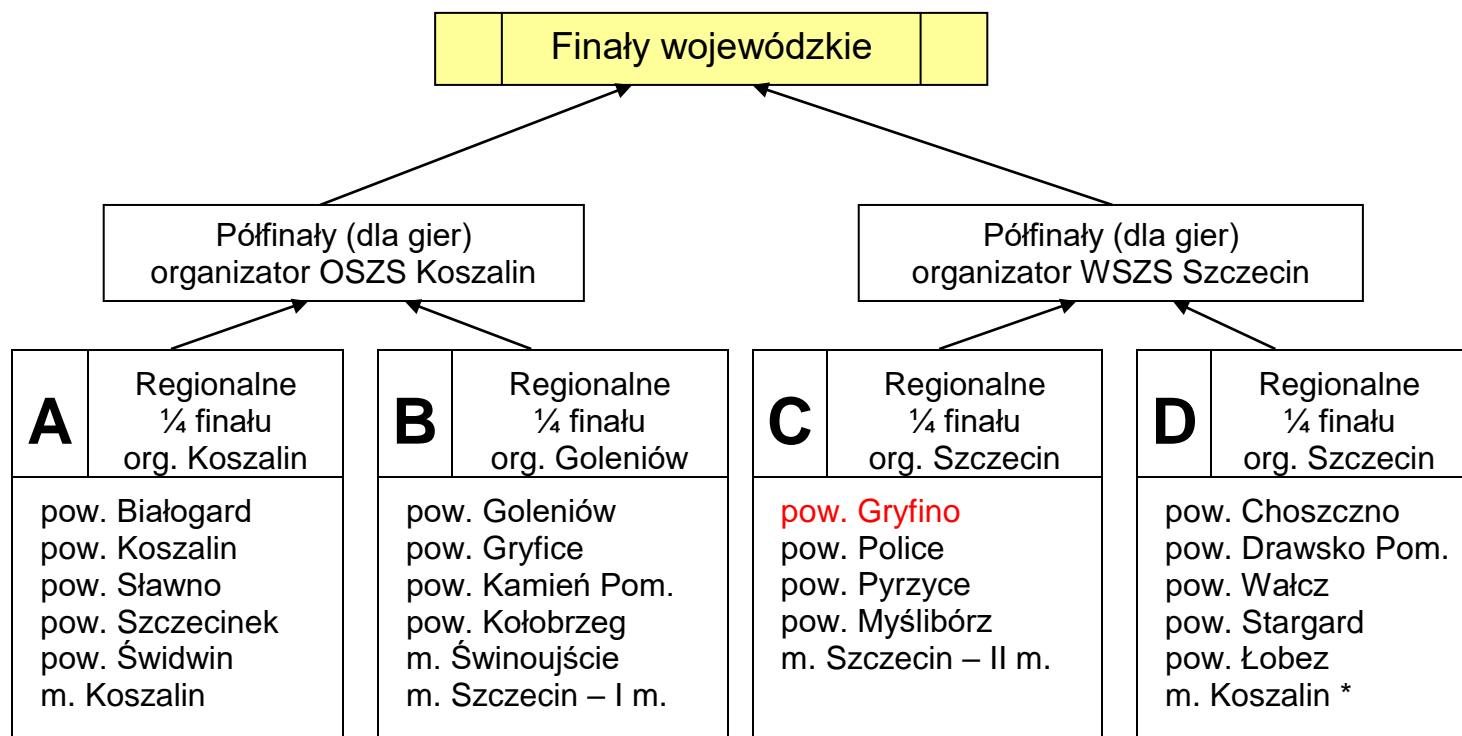 Finały wojewódzkie
Półfinały (dla gier)
organizator OSZS Koszalin
Półfinały (dla gier)
organizator WSZS Szczecin
A
Regionalne
¼ finału
org. Koszalin
pow. Białogard
pow. Koszalin
pow. Sławno
pow. Szczecinek
pow. Świdwin
m. Koszalin
B
Regionalne
¼ finału
org. Goleniów
pow. Goleniów
pow. Gryfice
pow. Kamień Pom.
pow. Kołobrzeg
m. Świnoujście
m. Szczecin – I m.
C
Regionalne
¼ finału
org. Szczecin
pow. Gryfino
pow. Police
pow. Pyrzyce
pow. Myślibórz
m. Szczecin – II m.
D
Regionalne
¼ finału
org. Szczecin
pow. Choszczno
pow. Drawsko Pom.
pow. Wałcz
pow. Stargard
pow. Łobez
m. Koszalin *